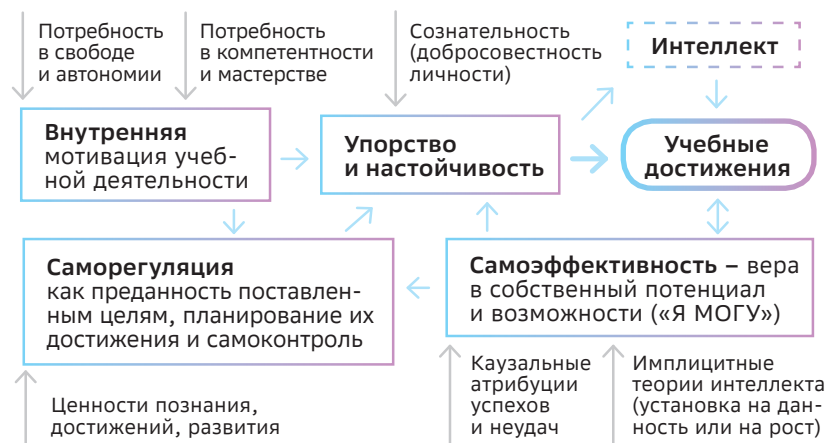 Потребность
в свободе
и автономии
Потребность
в компетентности
и мастерстве
Сознательность
(добросовестность
личности)
Интеллект
Внутренняя
мотивация учеб-
ной деятельности
Упорство
и настойчивость
Учебные
достижения
Саморегуляция
как преданность поставлен-
ным целям, планирование их
достижения и самоконтроль
Самоэффективность – вера
в собственный потенциал
и возможности («Я МОГУ»)
Ценности познания,
достижений, развития
Каузальные
атрибуции
успехов
и неудач
Имплицитные
теории интеллекта
(установка на дан-
ность или на рост)